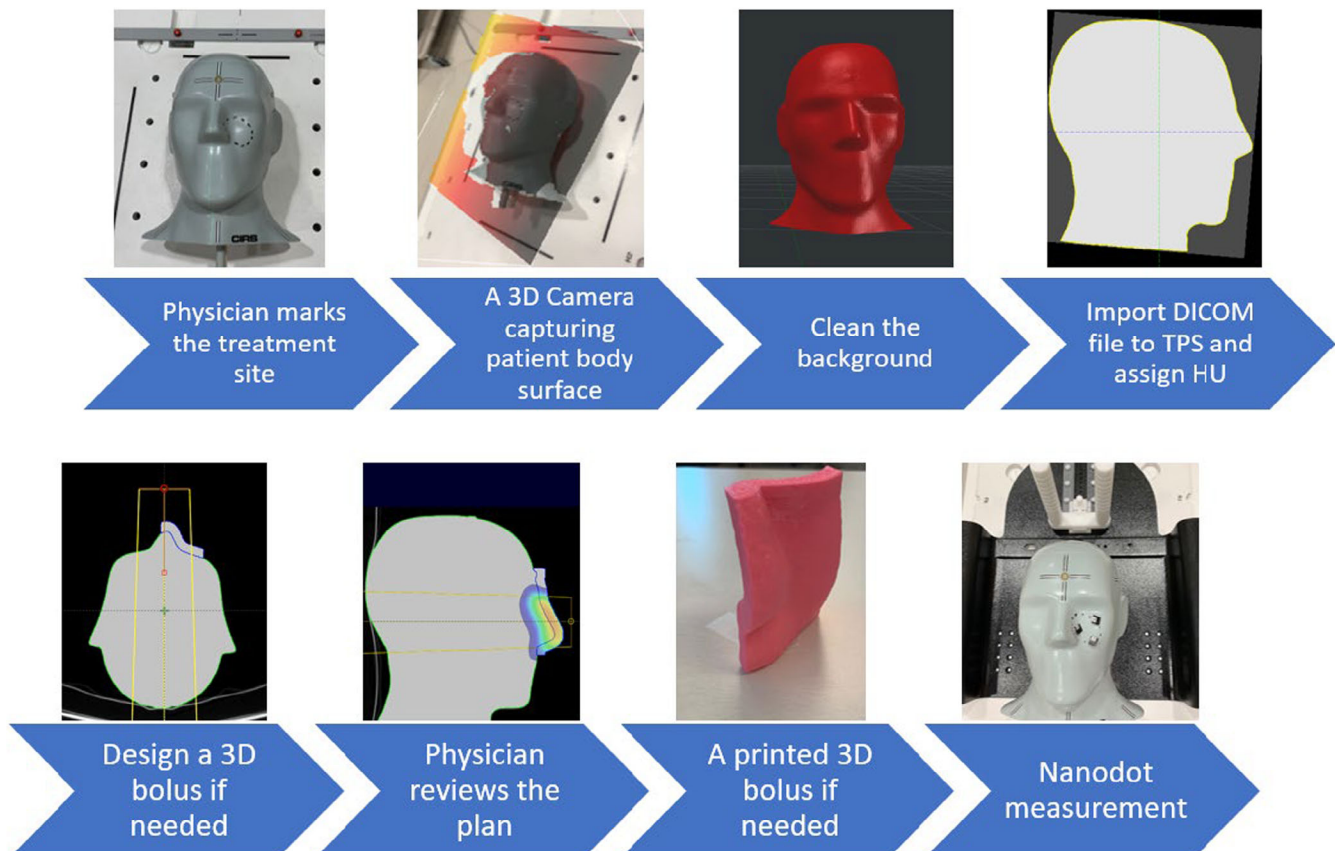 CIRS
Physician marks
the treatment
site
A 3D Camera
capturing
patient body
surface
Clean the
background
Import DICOM
file to TPS and
assign HU
Design a 3D
bolus if
needed
Physician
reviews the
plan
A printed 3D
bolus if
needed
Nanodot
measurement